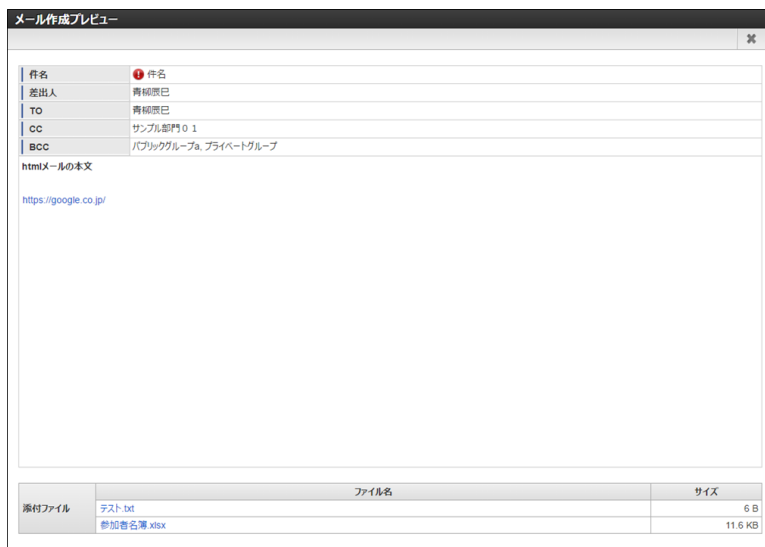 メール作成プレビュー
件名 件名
差出人 青柳辰巳
TO 青柳辰巳
CC サンプル部門０１
BCC パブリックグループa, プライベートグループ
htmlメールの本文
https://google.co.jp/
添付ファイル ファイル名 サイズ
テスト.txt 6 B
参加者名簿.xlsx 11.6 KB